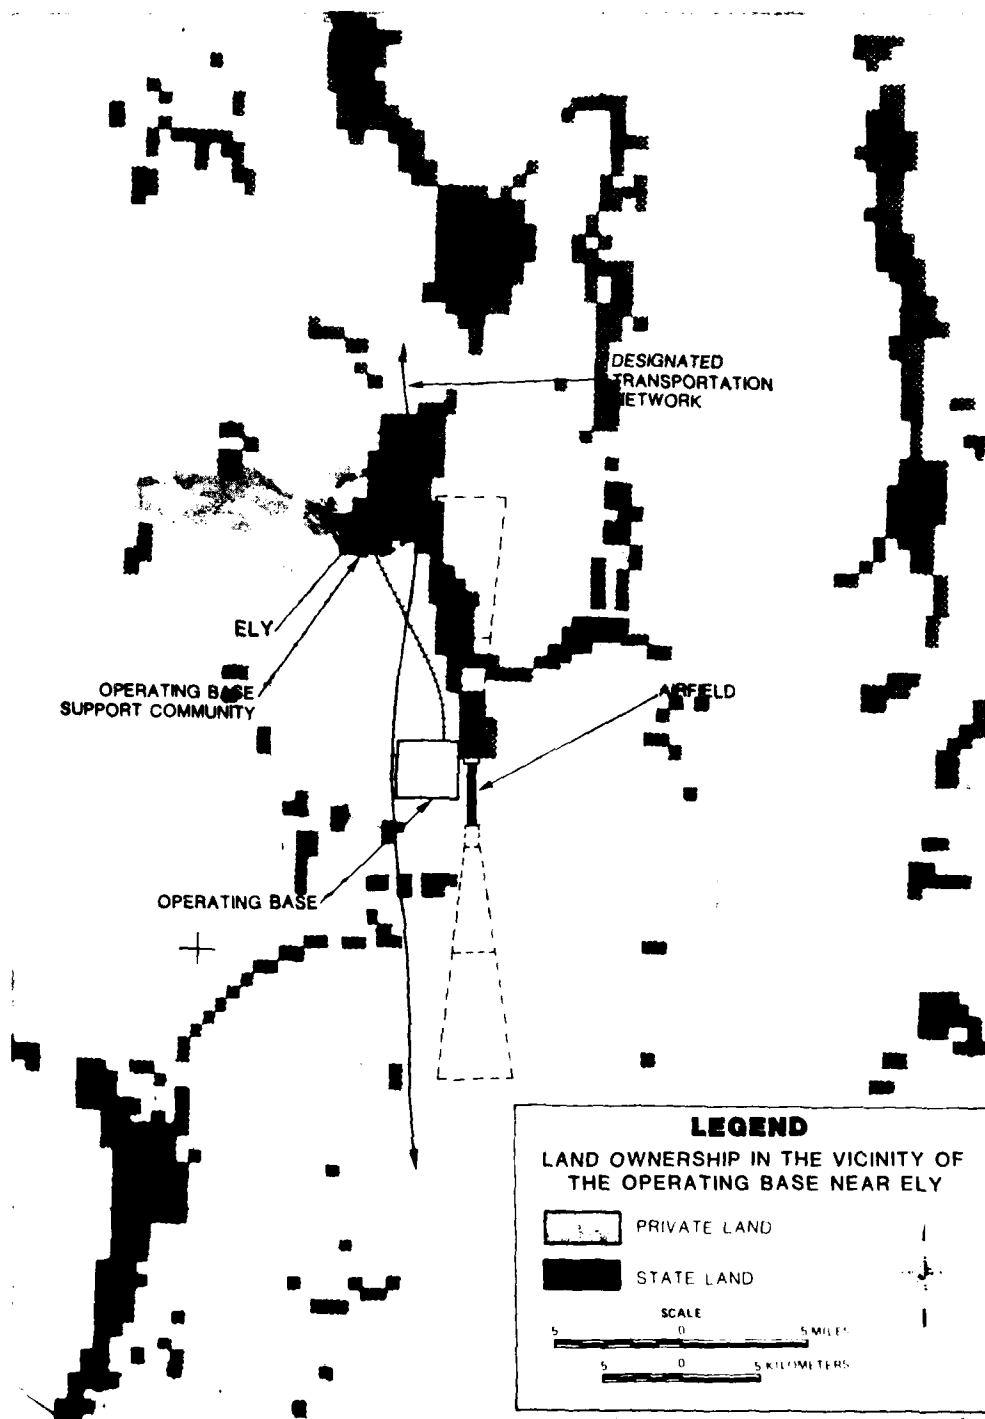 DESIGNATED
TRANSPORTATION
NETWORK
ELY
OPERATING BASE
SUPPORT COMMUNITY
AIRFIELD
OPERATING BASE
LEGEND
LAND OWNERSHIP IN THE VICINITY OF
THE OPERATING BASE NEAR ELY
PRIVATE LAND
STATE LAND
SCALE
5 0 5 MILES
5 0 5 KILOMETERS